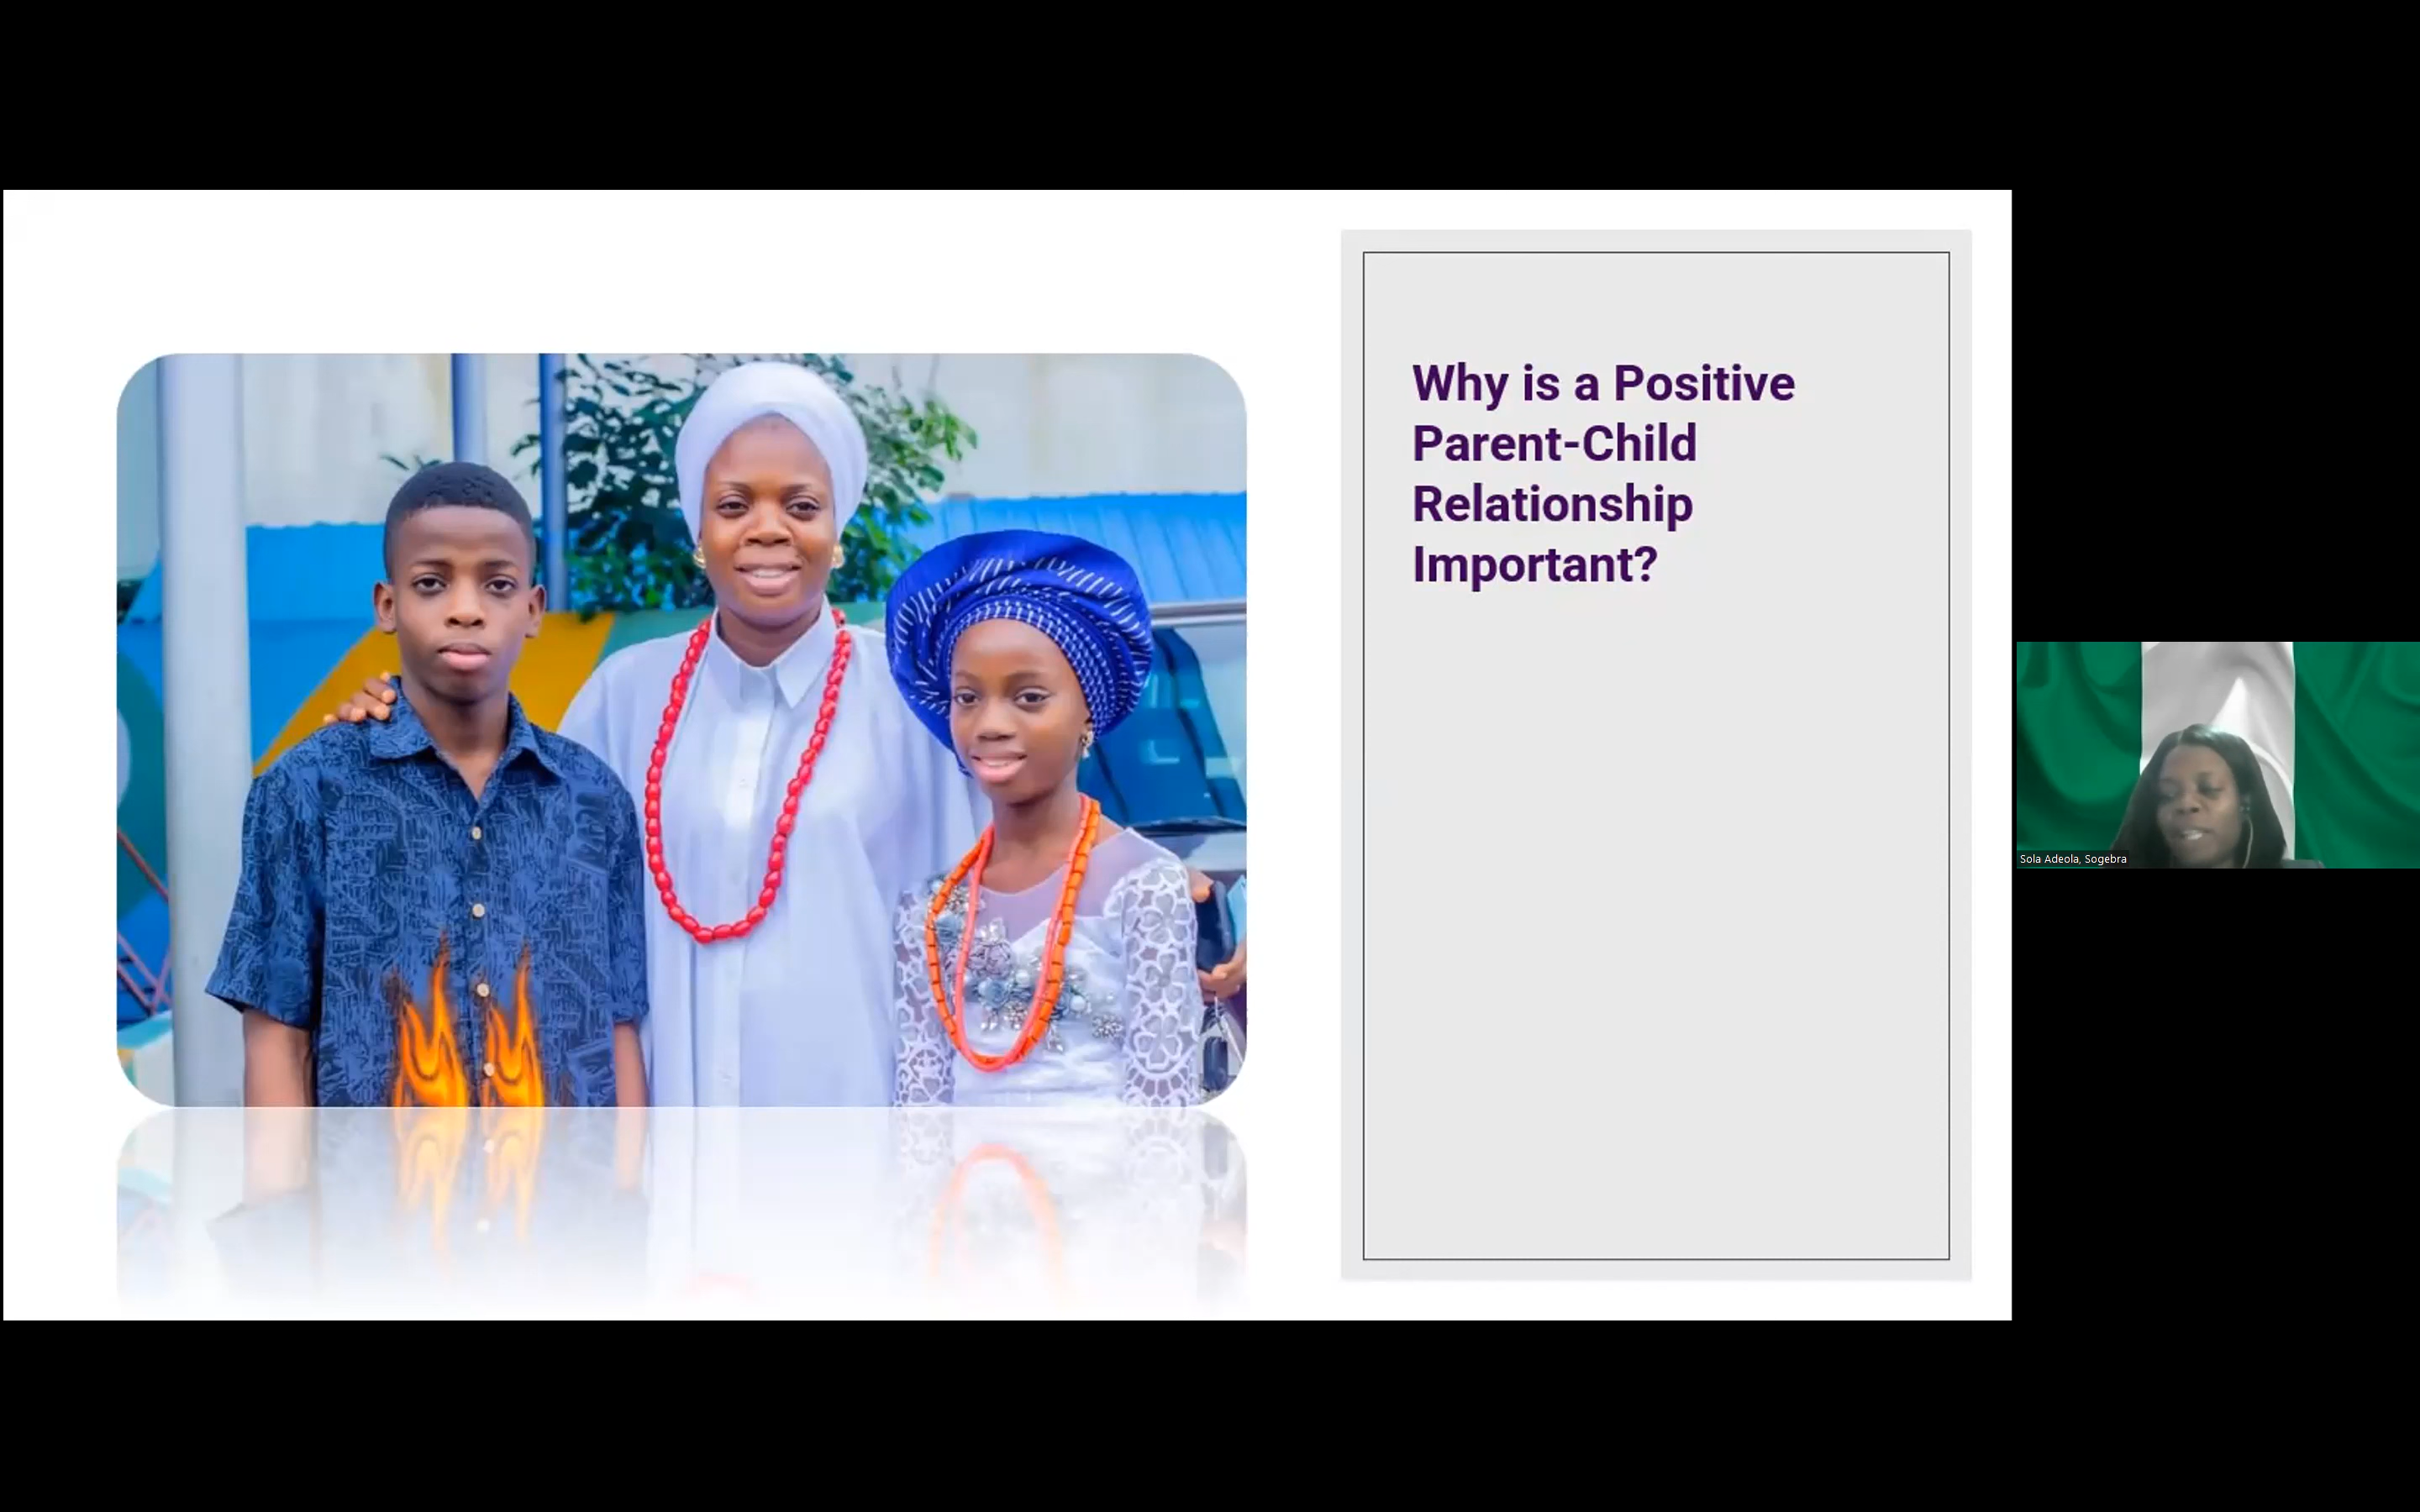 Why is a Positive
Parent-Child
Relationship
Important?
Sola Adeola, Sogebra